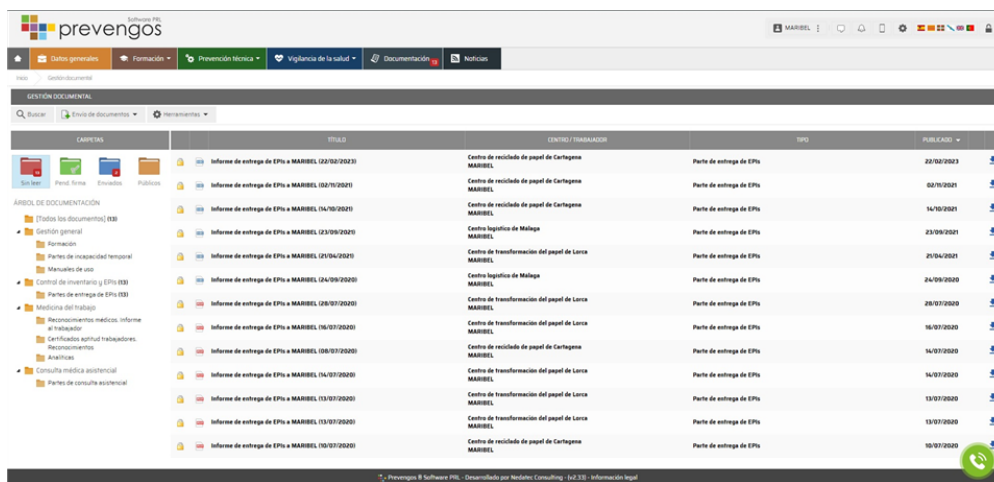 Software PRL
prevengos
MARIBEL
Datos generales
Formación
Prevención técnica
Vigilancia de la salud
Documentación 13
Noticias
Inicio
Gestión documental
GESTIÓN DOCUMENTAL
Buscar
Envío de documentos
Herramientas
CARPETAS
TÍTULO
CENTRO / TRABAJADOR
TIPO
PUBLICADO
Sin leer
Pend. firma
Enviados
Públicos
ÁRBOL DE DOCUMENTACIÓN
[Todos los documentos] (13)
Gestión general
Formación
Partes de incapacidad temporal
Manuales de uso
Control de inventario y EPIs (13)
Partes de entrega de EPIs (13)
Medicina del trabajo
Reconocimientos médicos. Informe
al trabajador
Certificados aptitud trabajadores.
Reconocimientos
Analíticas
Consulta médica asistencial
Partes de consulta asistencial
Informe de entrega de EPIs a MARIBEL (22/02/2023)
Centro de reciclado de papel de Cartagena
MARIBEL
Parte de entrega de EPIs
22/02/2023
Informe de entrega de EPIs a MARIBEL (02/11/2021)
Centro de reciclado de papel de Cartagena
MARIBEL
Parte de entrega de EPIs
02/11/2021
Informe de entrega de EPIs a MARIBEL (14/10/2021)
Centro de reciclado de papel de Cartagena
MARIBEL
Parte de entrega de EPIs
14/10/2021
Informe de entrega de EPIs a MARIBEL (23/09/2021)
Centro logístico de Málaga
MARIBEL
Parte de entrega de EPIs
23/09/2021
Informe de entrega de EPIs a MARIBEL (21/04/2021)
Centro de transformación del papel de Lorca
MARIBEL
Parte de entrega de EPIs
21/04/2021
Informe de entrega de EPIs a MARIBEL (24/09/2020)
Centro logístico de Málaga
MARIBEL
Parte de entrega de EPIs
24/09/2020
Informe de entrega de EPIs a MARIBEL (28/07/2020)
Centro de transformación del papel de Lorca
MARIBEL
Parte de entrega de EPIs
28/07/2020
Informe de entrega de EPIs a MARIBEL (16/07/2020)
Centro de transformación del papel de Lorca
MARIBEL
Parte de entrega de EPIs
16/07/2020
Informe de entrega de EPIs a MARIBEL (08/07/2020)
Centro de reciclado de papel de Cartagena
MARIBEL
Parte de entrega de EPIs
14/07/2020
Informe de entrega de EPIs a MARIBEL (14/07/2020)
Centro de transformación del papel de Lorca
MARIBEL
Parte de entrega de EPIs
14/07/2020
Informe de entrega de EPIs a MARIBEL (13/07/2020)
Centro de transformación del papel de Lorca
MARIBEL
Parte de entrega de EPIs
13/07/2020
Informe de entrega de EPIs a MARIBEL (13/07/2020)
Centro de transformación del papel de Lorca
MARIBEL
Parte de entrega de EPIs
13/07/2020
Informe de entrega de EPIs a MARIBEL (10/07/2020)
Centro de reciclado de papel de Cartagena
MARIBEL
Parte de entrega de EPIs
10/07/2020
Prevengos ® Software PRL - Desarrollado por Nedatec Consulting - (v2.33) - Información legal